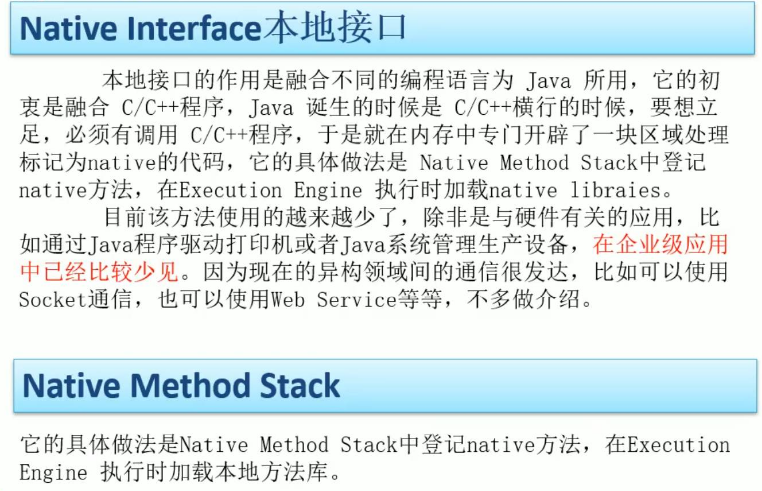 Native Interface本地接口
本地接口的作用是融合不同的编程语言为 Java 所用，它的初
衷是融合 C/C++程序，Java 诞生的时候是 C/C++横行的时候，要想立
足，必须有调用 C/C++程序，于是就在内存中专门开辟了一块区域处理
标记为native的代码，它的具体做法是 Native Method Stack中登记
native方法，在Execution Engine 执行时加载native libraies。
目前该方法使用的越来越少了，除非是与硬件有关的应用，比
如通过Java程序驱动打印机或者Java系统管理生产设备，在企业级应用
中已经比较少见。因为现在的异构领域间的通信很发达，比如可以使用
Socket通信，也可以使用Web Service等等，不多做介绍。
Native Method Stack
它的具体做法是Native Method Stack中登记native方法，在Execution
Engine 执行时加载本地方法库。